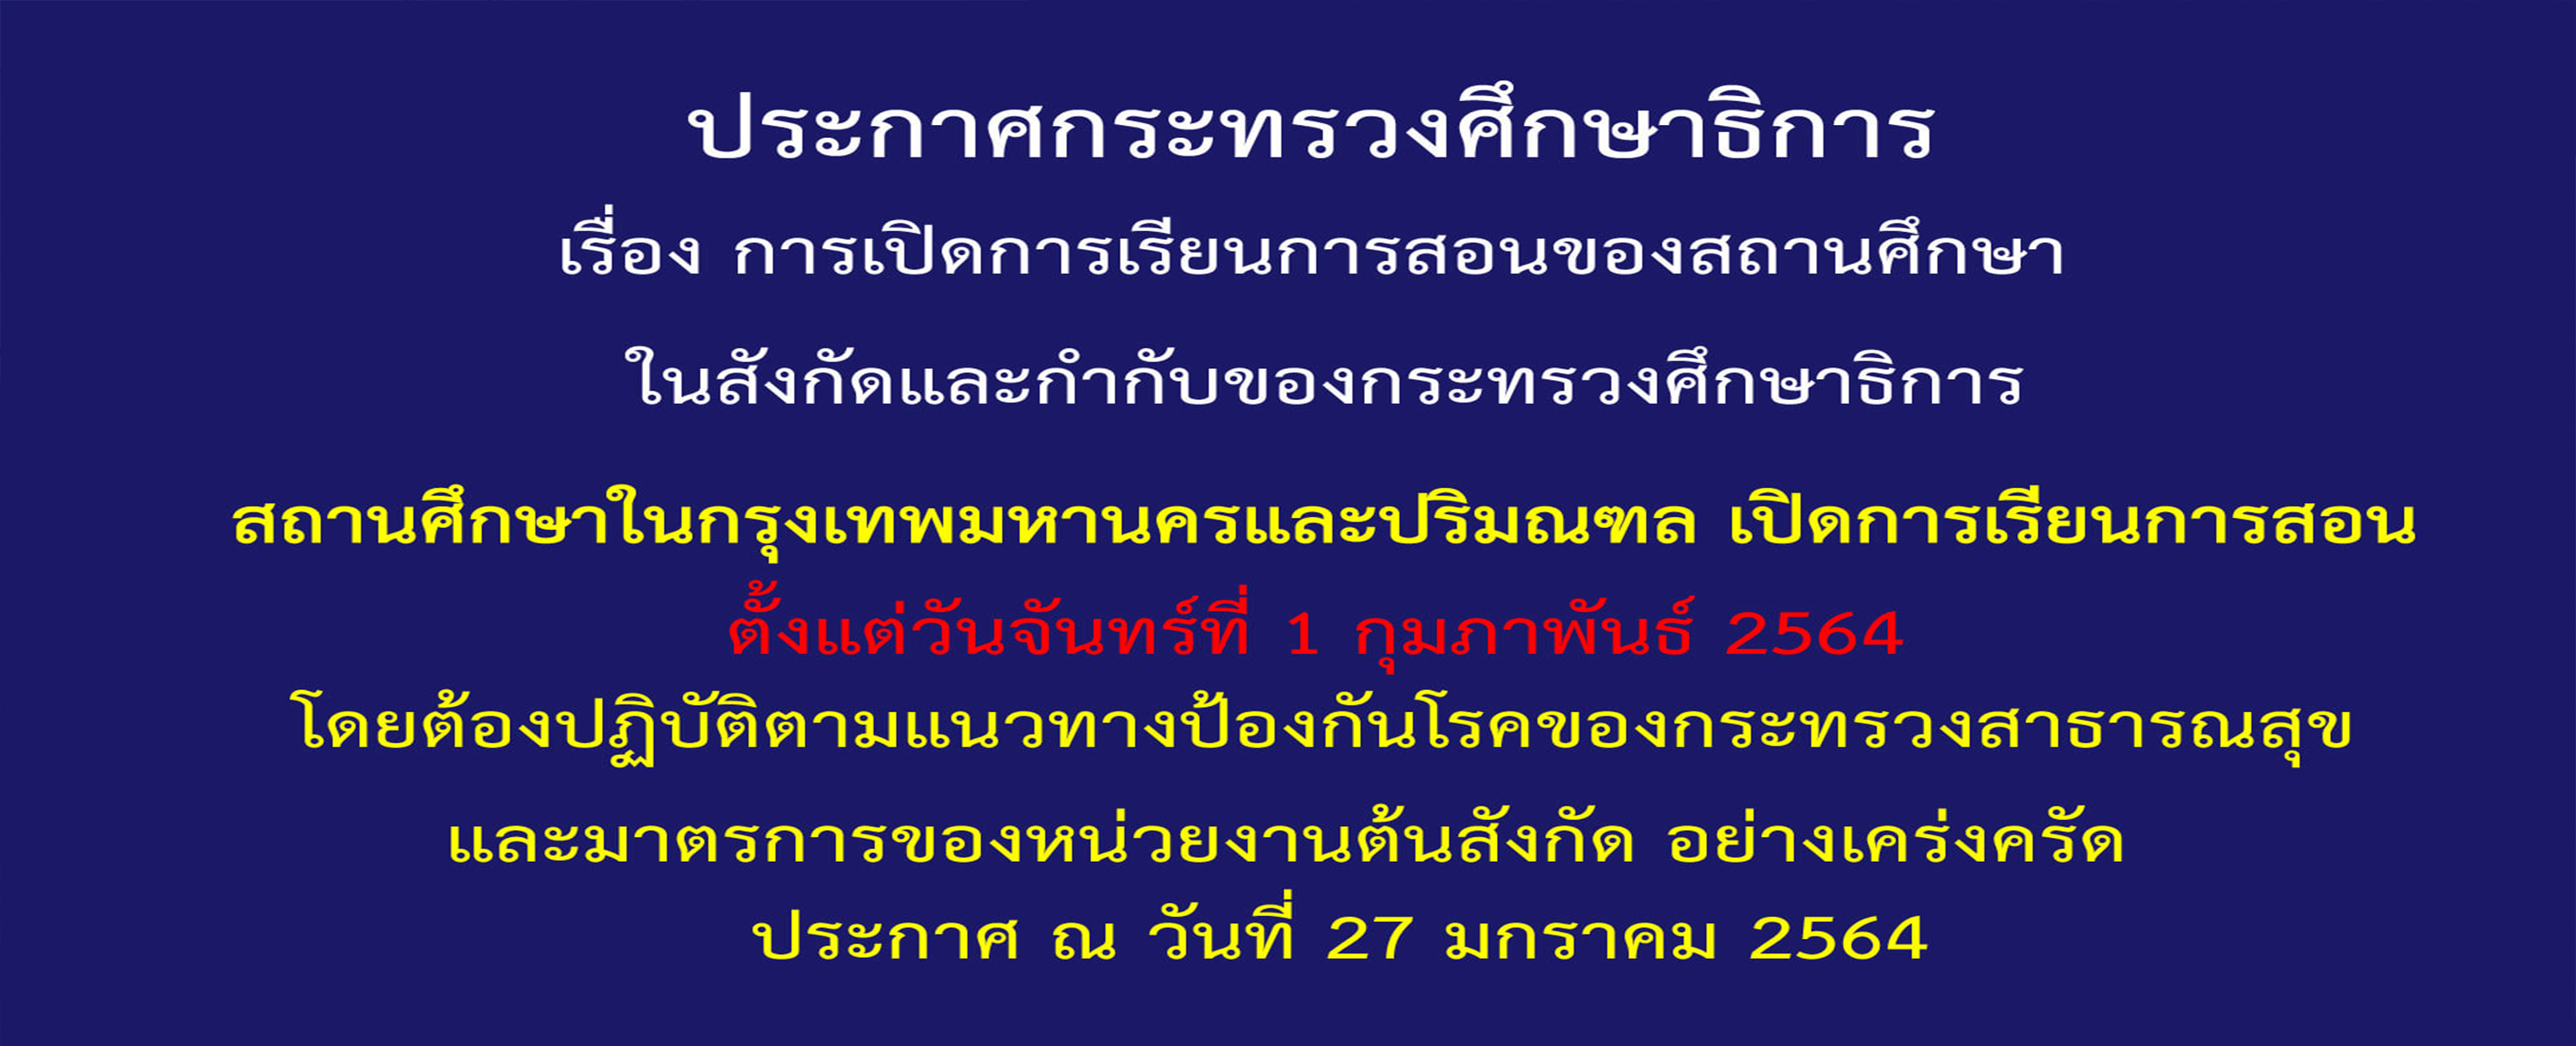 ประกาศกระทรวงศึกษาธิการ
เรื่อง การเปิดการเรียนการสอนของสถานศึกษา
ในสังกัดและกำกับของกระทรวงศึกษาธิการ
สถานศึกษาในกรุงเทพมหานครและปริมณฑล เปิดการเรียนการสอน
ตั้งแต่วันจันทร์ที่ 1 กุมภาพันธ์ 2564
โดยต้องปฏิบัติตามแนวทางป้องกันโรคของกระทรวงสาธารณสุข
และมาตรการของหน่วยงานต้นสังกัด อย่างเคร่งครัด
ประกาศ ณ วันที่ 27 มกราคม 2564